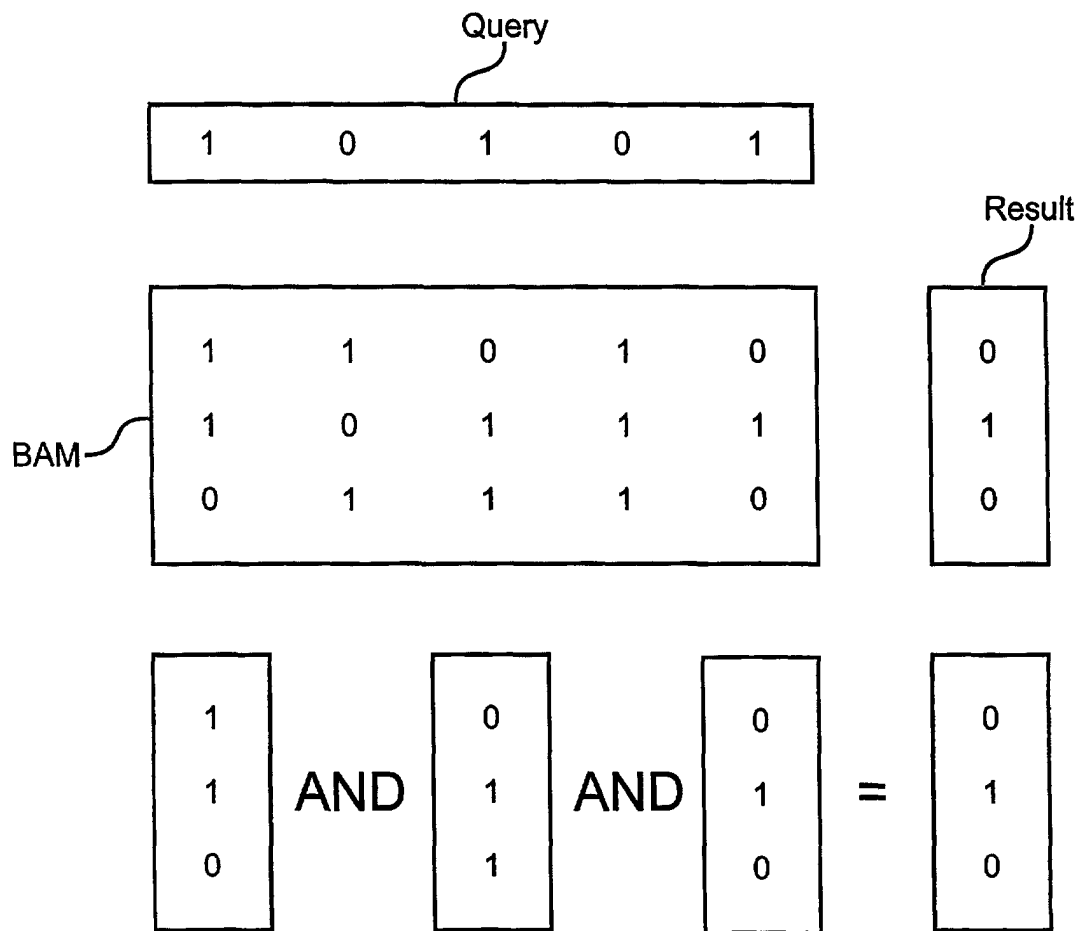 Query
1 0 1 0 1
Result
1 1 0 1 0 0
BAM 1 0 1 1 1 1
0 1 1 1 0 0
1 0 0 0
1 AND 1 AND 1 = 1
0 1 0 0